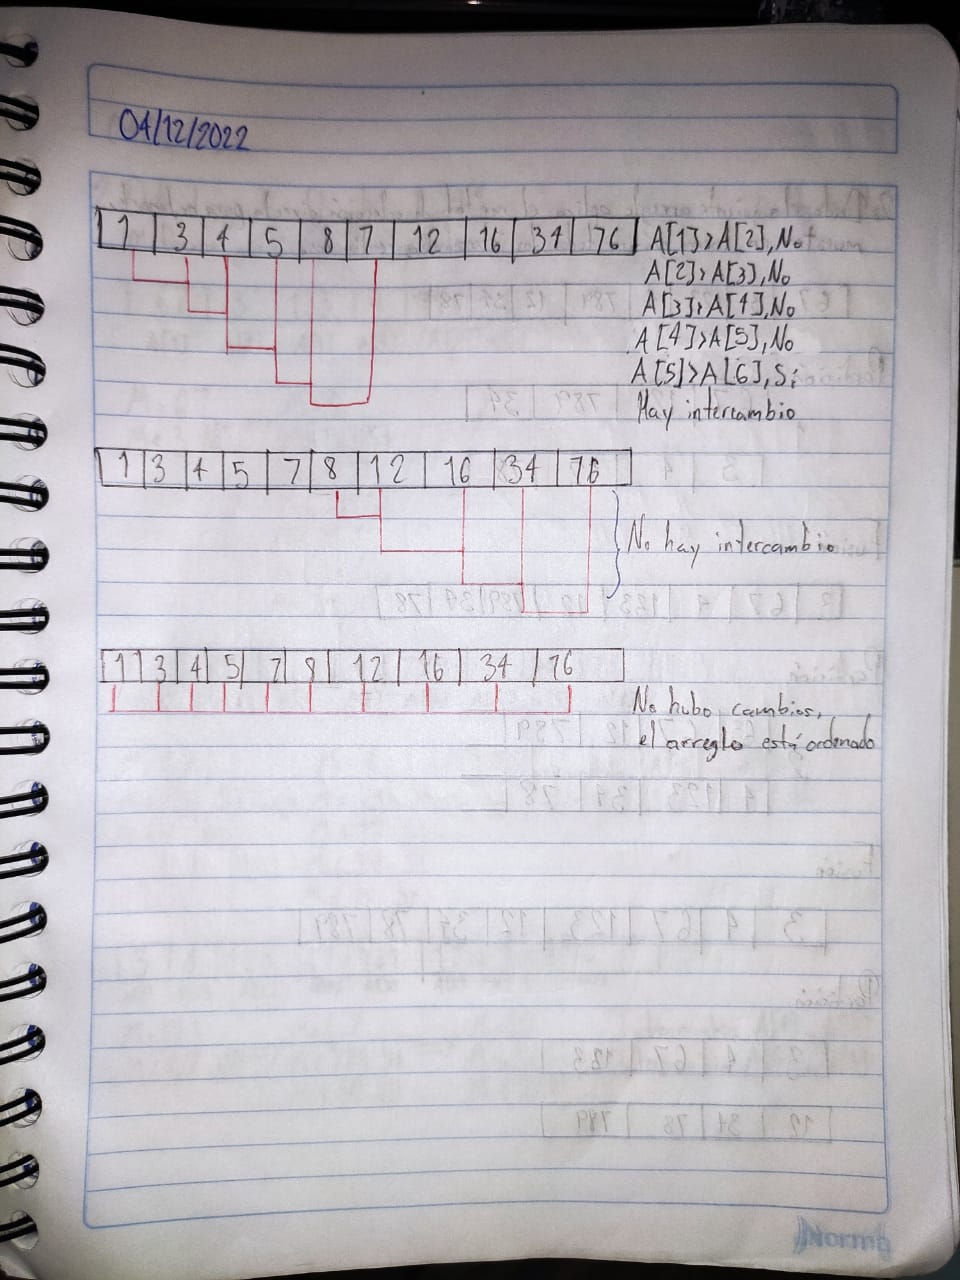 04/12/2022
1 3 4 5 8 7 12 16 34 76 A[1]>A[2], No
A[2]>A[3], No
A[3]>A[4], No
A[4]>A[5], No
A[5]>A[6], Sí
Hay intercambio
1 3 4 5 7 8 12 16 34 76
No hay intercambio
1 3 4 5 7 8 12 16 34 76
No hubo cambios,
el arreglo está ordenado
Norma